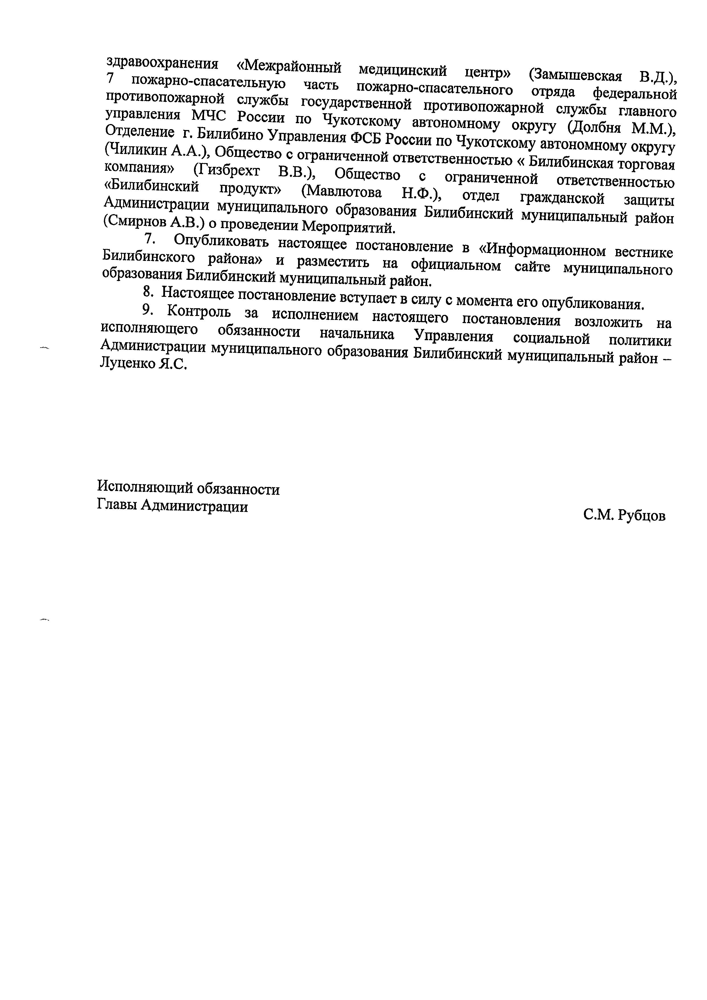 здравоохранения «Межрайонный медицинский центр» (Замышевская В.Д.),
7 пожарно-спасательную часть пожарно-спасательного отряда федеральной
противопожарной службы государственной противопожарной службы главного
управления МЧС России по Чукотскому автономному округу (Долбня М.М.),
Отделение г. Билибино Управления ФСБ России по Чукотскому автономному округу
(Чиликин А.А.), Общество с ограниченной ответственностью « Билибинская торговая
компания» (Гизбрехт В.В.), Общество с ограниченной ответственностью
«Билибинский продукт» (Мавлютова Н.Ф.), отдел гражданской защиты
Администрации муниципального образования Билибинский муниципальный район
(Смирнов А.В.) о проведении Мероприятий.
7. Опубликовать настоящее постановление в «Информационном вестнике
Билибинского района» и разместить на официальном сайте муниципального
образования Билибинский муниципальный район.
8. Настоящее постановление вступает в силу с момента его опубликования.
9. Контроль за исполнением настоящего постановления возложить на
исполняющего обязанности начальника Управления социальной политики
Администрации муниципального образования Билибинский муниципальный район –
Луценко Я.С.
Исполняющий обязанности
Главы Администрации С.М. Рубцов